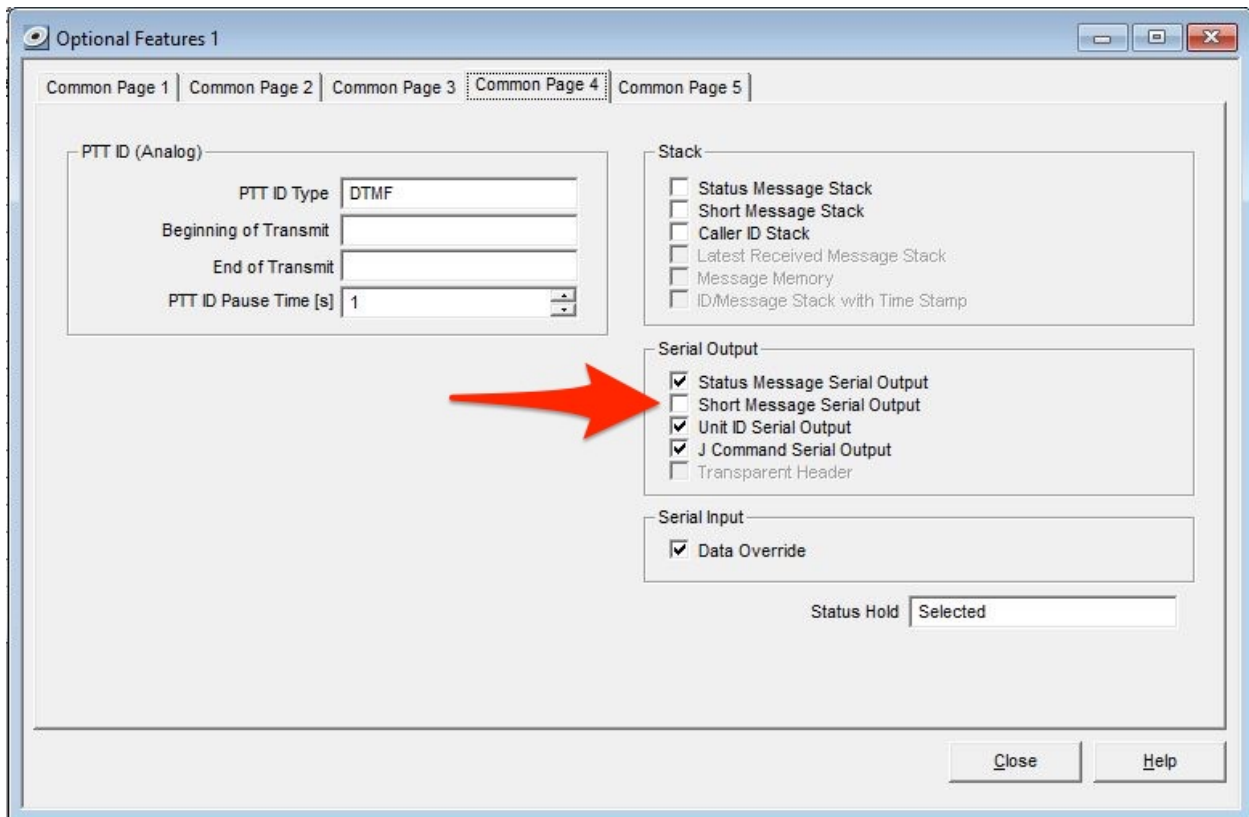 Optional Features 1
Common Page 1 Common Page 2 Common Page 3 Common Page 4 Common Page 5
PTT ID (Analog)
PTT ID Type DTMF
Beginning of Transmit
End of Transmit
PTT ID Pause Time [s] 1
Stack
Status Message Stack
Short Message Stack
Caller ID Stack
Latest Received Message Stack
Message Memory
ID/Message Stack with Time Stamp
Serial Output
Status Message Serial Output
Short Message Serial Output
Unit ID Serial Output
J Command Serial Output
Transparent Header
Serial Input
Data Override
Status Hold Selected
Close Help